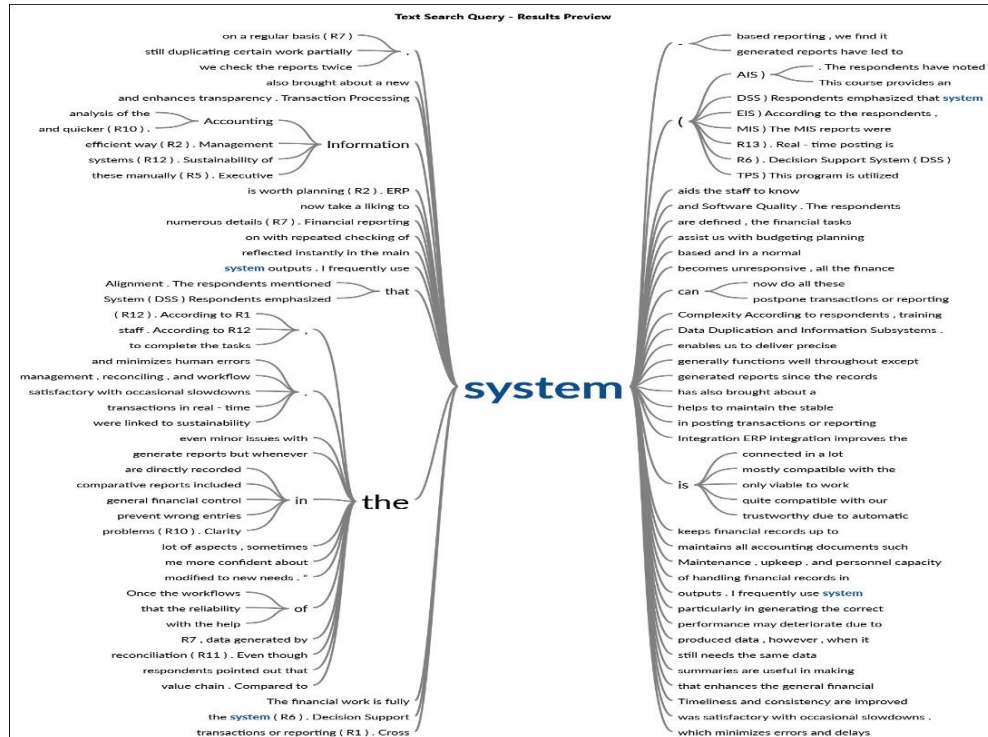 Text Search Query - Results Preview
on a regular basis ( R7 )
still duplicating certain work partially
we check the reports twice
.
also brought about a new
and enhances transparency . Transaction Processing
analysis of the
and quicker ( R10 ) .
Accounting
efficient way ( R2 ) . Management
systems ( R12 ) . Sustainability of
these manually ( R5 ) . Executive
Information
is worth planning ( R2 ) . ERP
now take a liking to
numerous details ( R7 ) . Financial reporting
on with repeated checking of
reflected instantly in the main
system outputs . I frequently use
Alignment . The respondents mentioned
System ( DSS ) Respondents emphasized
that
( R12 ) . According to R1
staff . According to R12
to complete the tasks
,
and minimizes human errors
management , reconciling , and workflow
satisfactory with occasional slowdowns
transactions in real - time
were linked to sustainability
.
even minor issues with
generate reports but whenever
are directly recorded
comparative reports included
general financial control
prevent wrong entries
problems ( R10 ) . Clarity
in
lot of aspects , sometimes
me more confident about
modified to new needs . "
Once the workflows
that the reliability
with the help
of
R7 , data generated by
reconciliation ( R11 ) . Even though
respondents pointed out that
value chain . Compared to
the
The financial work is fully
the system ( R6 ) . Decision Support
transactions or reporting ( R1 ) . Cross
system
-
based reporting , we find it
generated reports have led to
(
AIS )
. The respondents have noted
This course provides an
DSS ) Respondents emphasized that system
EIS ) According to the respondents ,
MIS ) The MIS reports were
R13 ) . Real - time posting is
R6 ) . Decision Support System ( DSS )
TPS ) This program is utilized
aids the staff to know
and Software Quality . The respondents
are defined , the financial tasks
assist us with budgeting planning
based and in a normal
becomes unresponsive , all the finance
can
now do all these
postpone transactions or reporting
Complexity According to respondents , training
Data Duplication and Information Subsystems .
enables us to deliver precise
generally functions well throughout except
generated reports since the records
has also brought about a
helps to maintain the stable
in posting transactions or reporting
Integration ERP integration improves the
is
connected in a lot
mostly compatible with the
only viable to work
quite compatible with our
trustworthy due to automatic
keeps financial records up to
maintains all accounting documents such
Maintenance , upkeep , and personnel capacity
of handling financial records in
outputs . I frequently use system
particularly in generating the correct
performance may deteriorate due to
produced data , however , when it
still needs the same data
summaries are useful in making
that enhances the general financial
Timeliness and consistency are improved
was satisfactory with occasional slowdowns .
which minimizes errors and delays